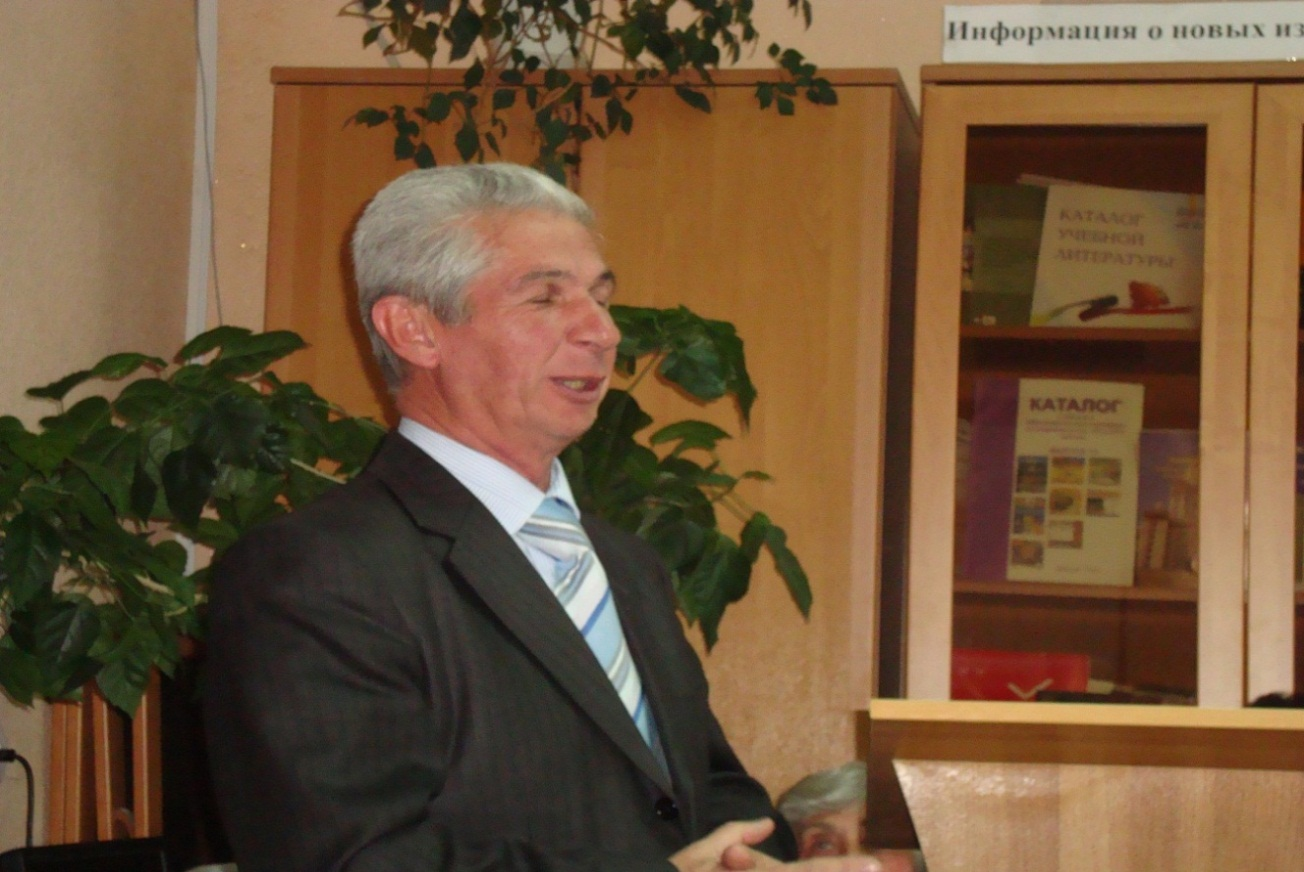 Информация о новых из
КАТАЛОГ
УЧЕБНОЙ
ЛИТЕРАТУРЫ
КАТАЛОГ